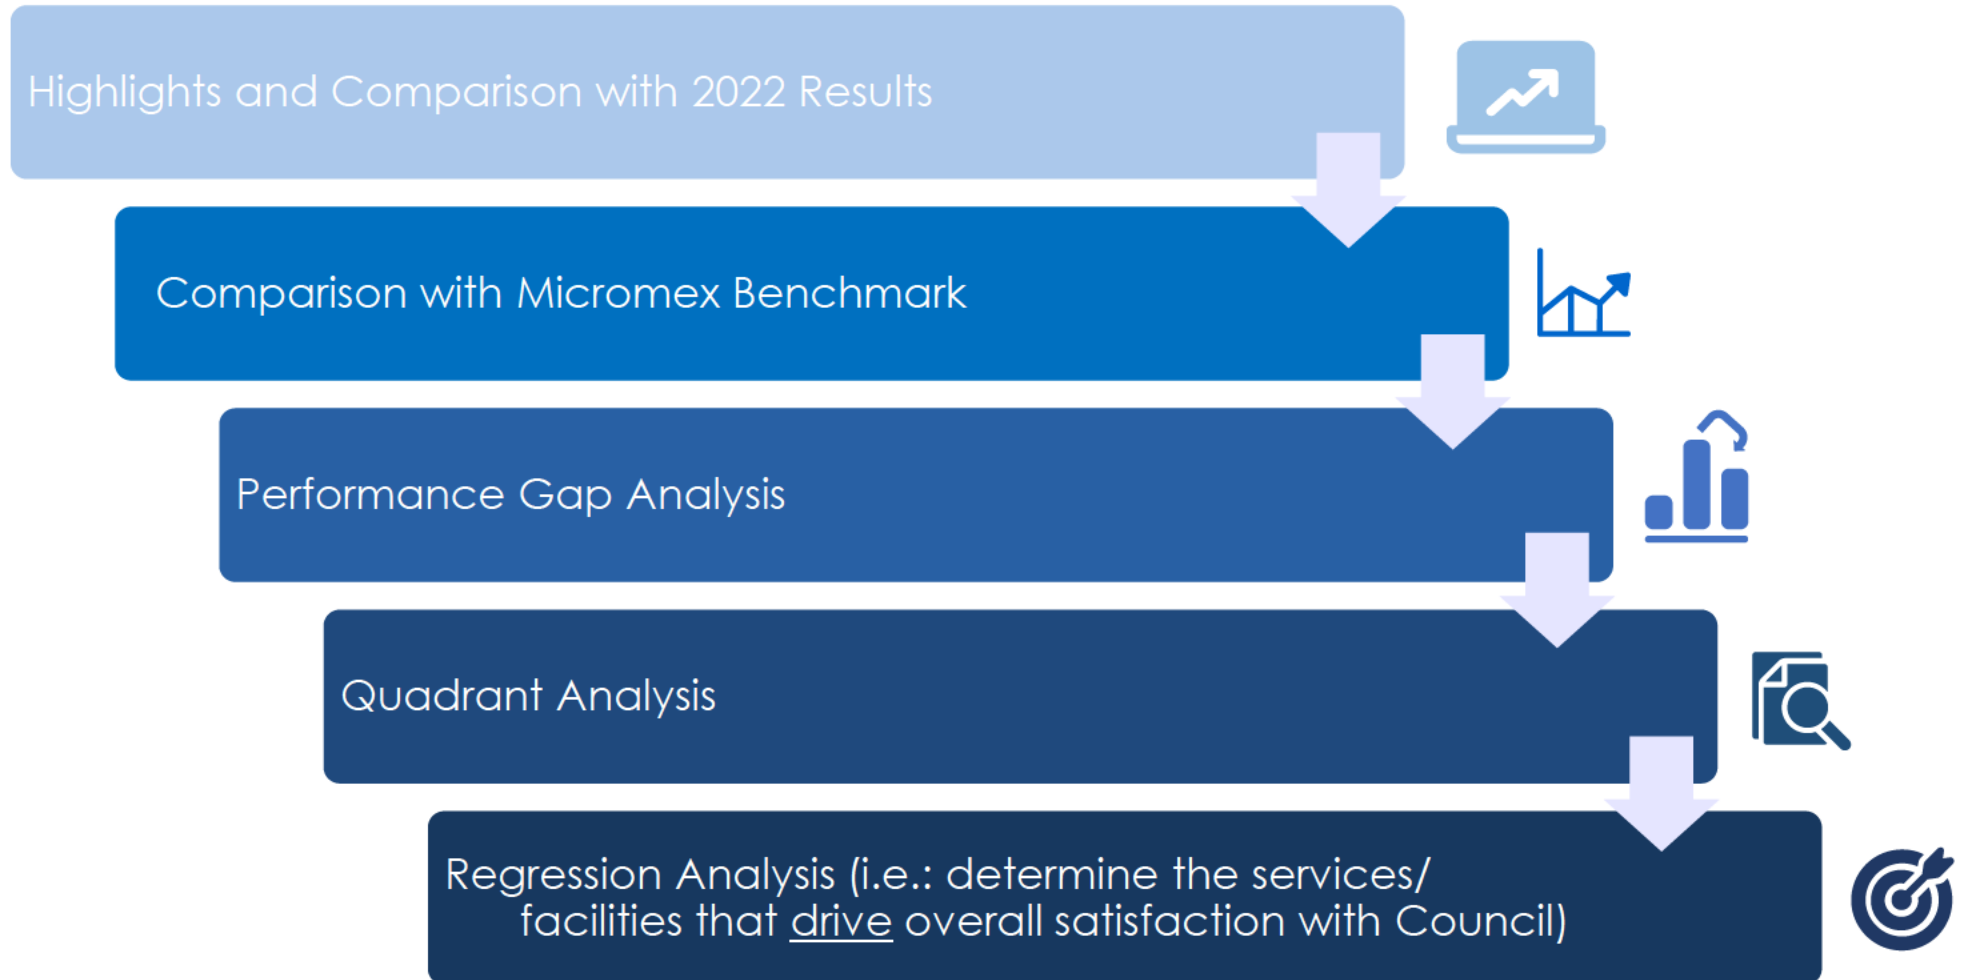 Highlights and Comparison with 2022 Results
Comparison with Micromex Benchmark
Performance Gap Analysis
Quadrant Analysis
Regression Analysis (i.e.: determine the services/
facilities that drive overall satisfaction with Council)